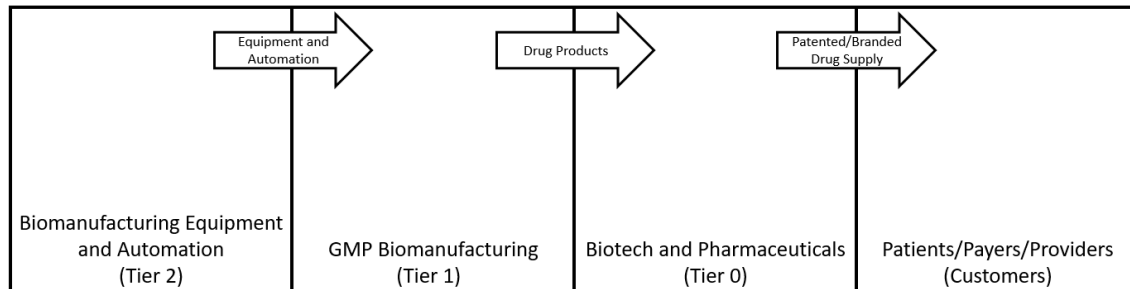 Equipment and
Automation
Drug Products
Patented/Branded
Drug Supply
Biomanufacturing Equipment
and Automation
(Tier 2)
GMP Biomanufacturing
(Tier 1)
Biotech and Pharmaceuticals
(Tier 0)
Patients/Payers/Providers
(Customers)